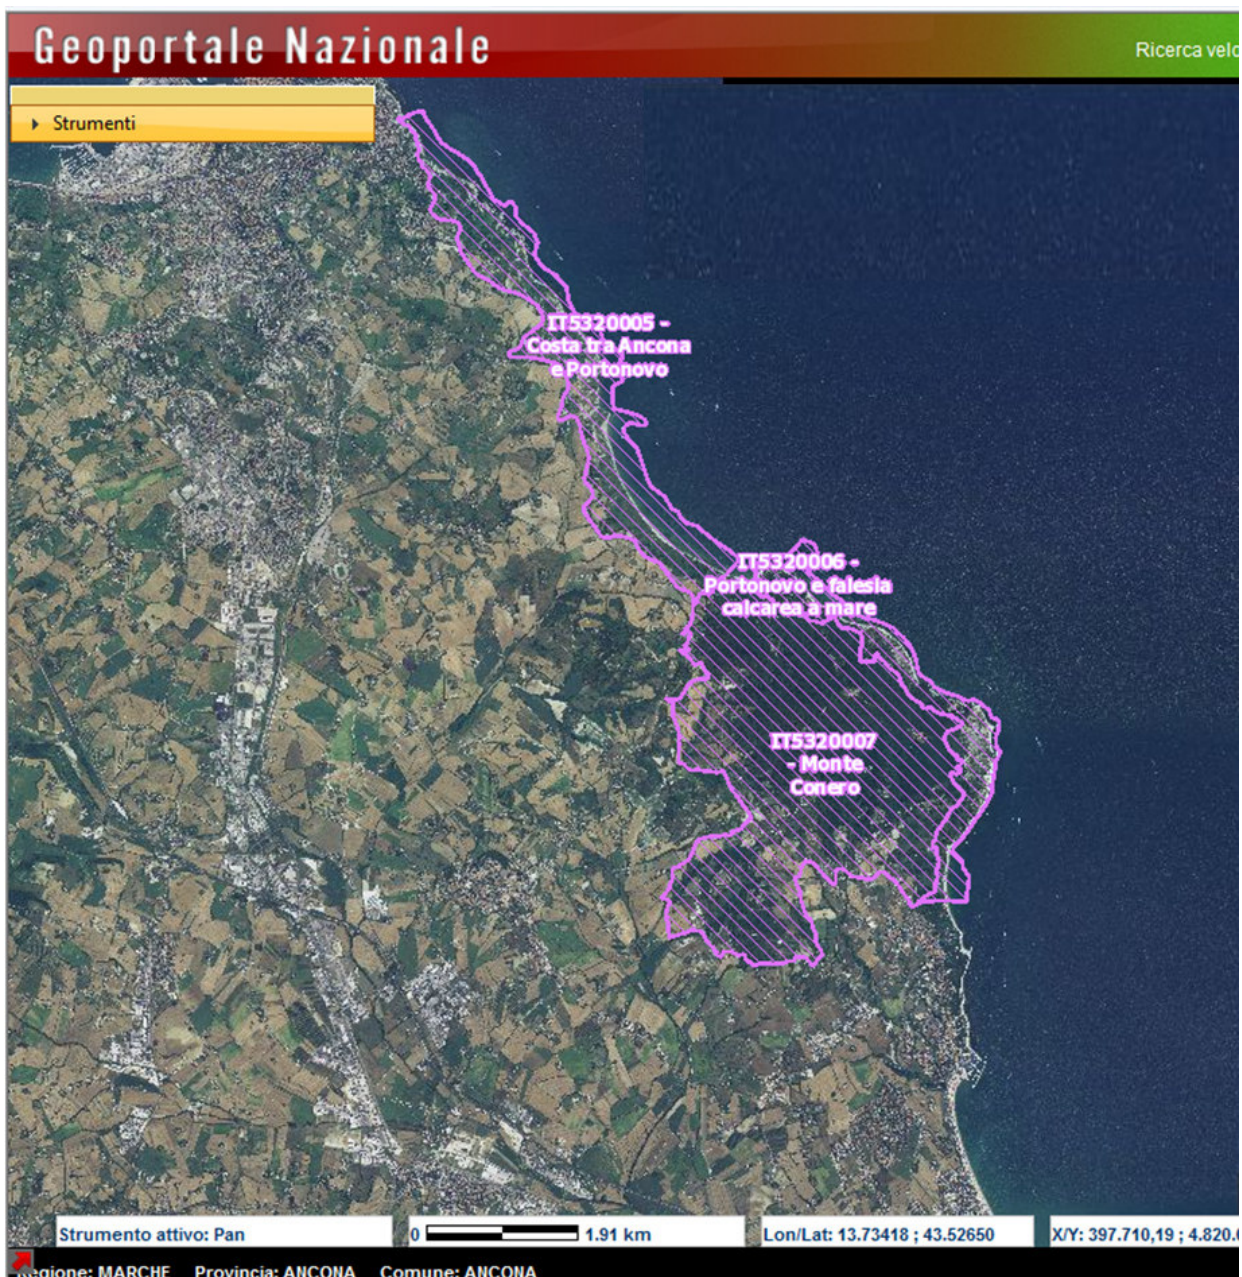 Geoportale Nazionale
Ricerca velo
Strumenti
IT5320005 -
Costa tra Ancona
e Portonovo
IT5320006 -
Portonovo e falesia
calcarea a mare
IT5320007
- Monte
Conero
Strumento attivo: Pan
0 1.91 km
Lon/Lat: 13.73418 ; 43.52650
X/Y: 397.710,19 ; 4.820.6
Regione: MARCHE Provincia: ANCONA Comune: ANCONA